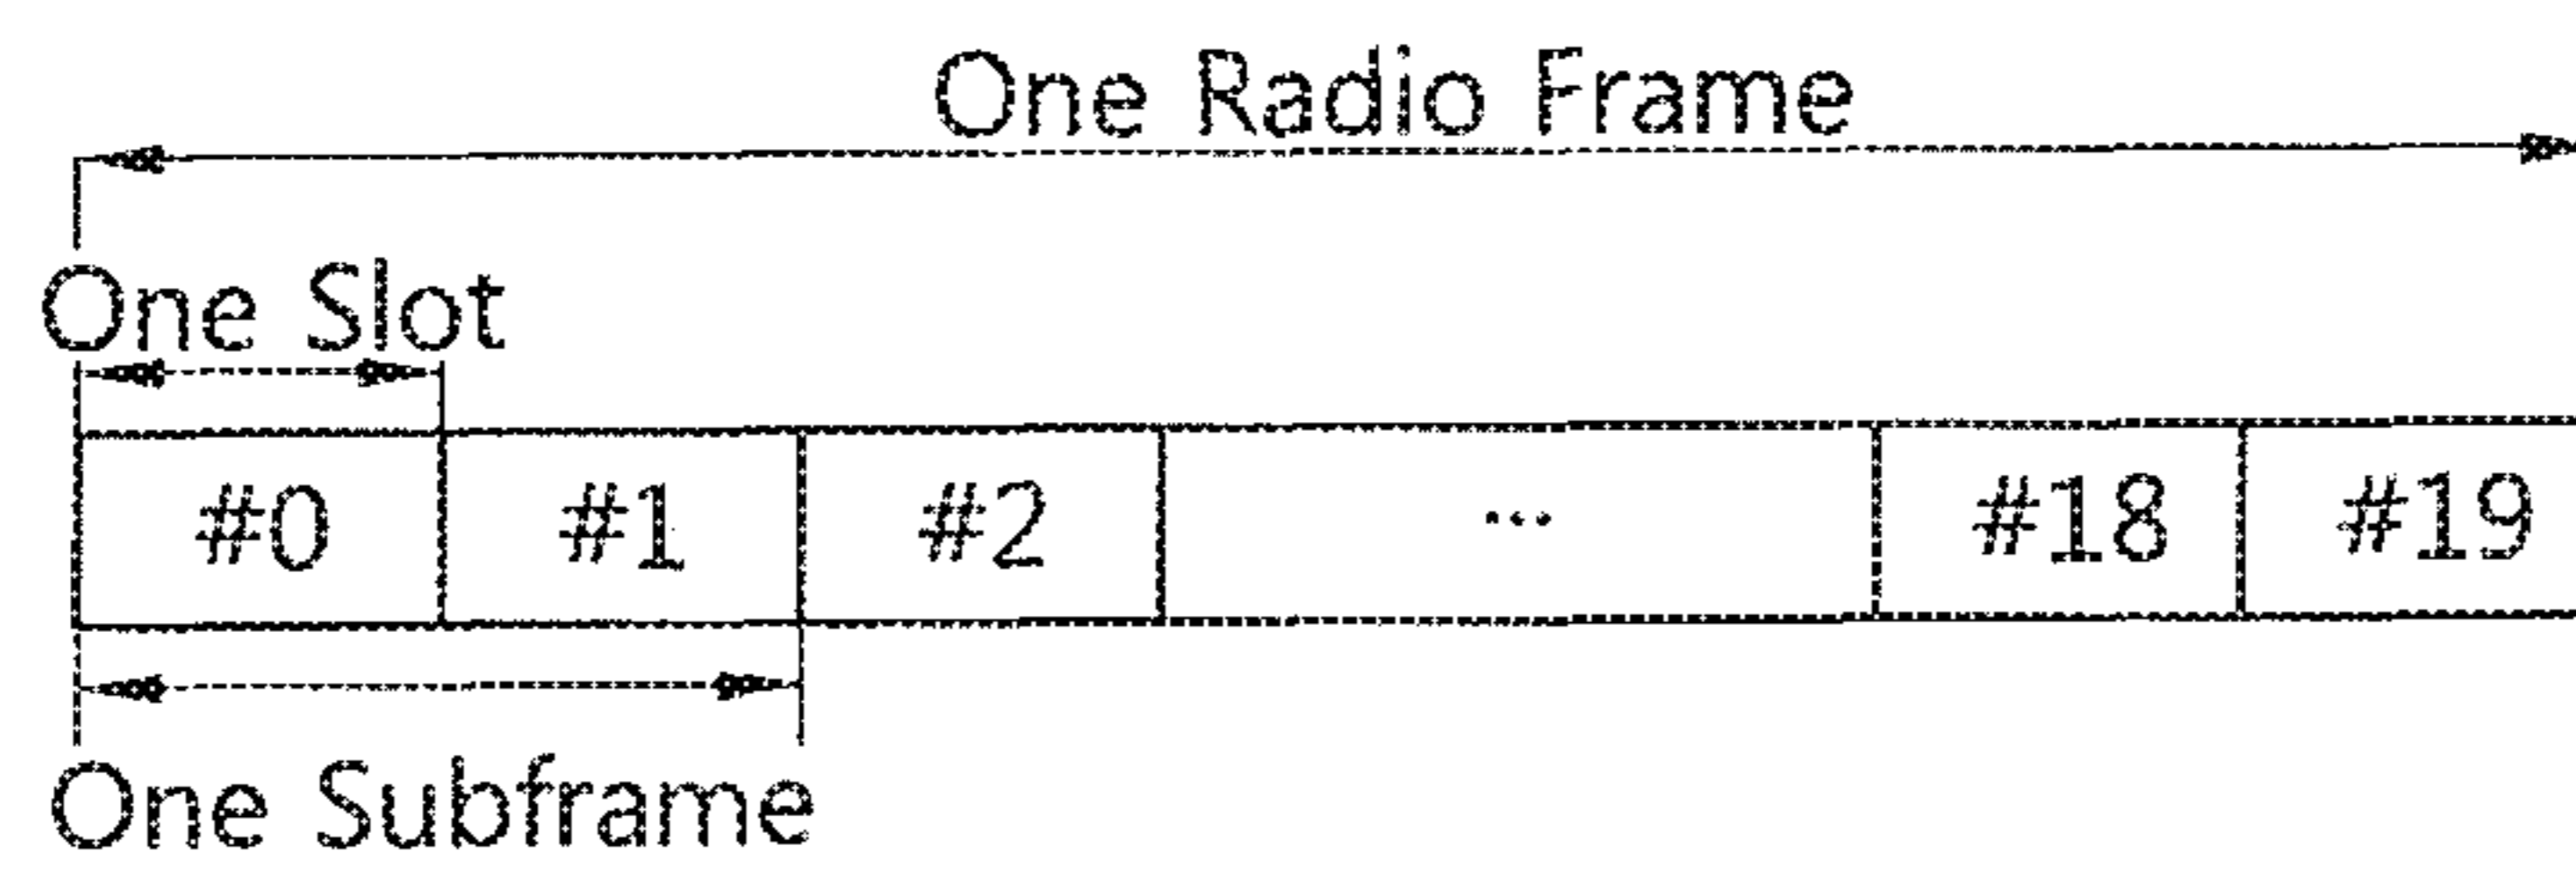 One Radio Frame
One Slot
#0 #1 #2 ... #18 #19
One Subframe